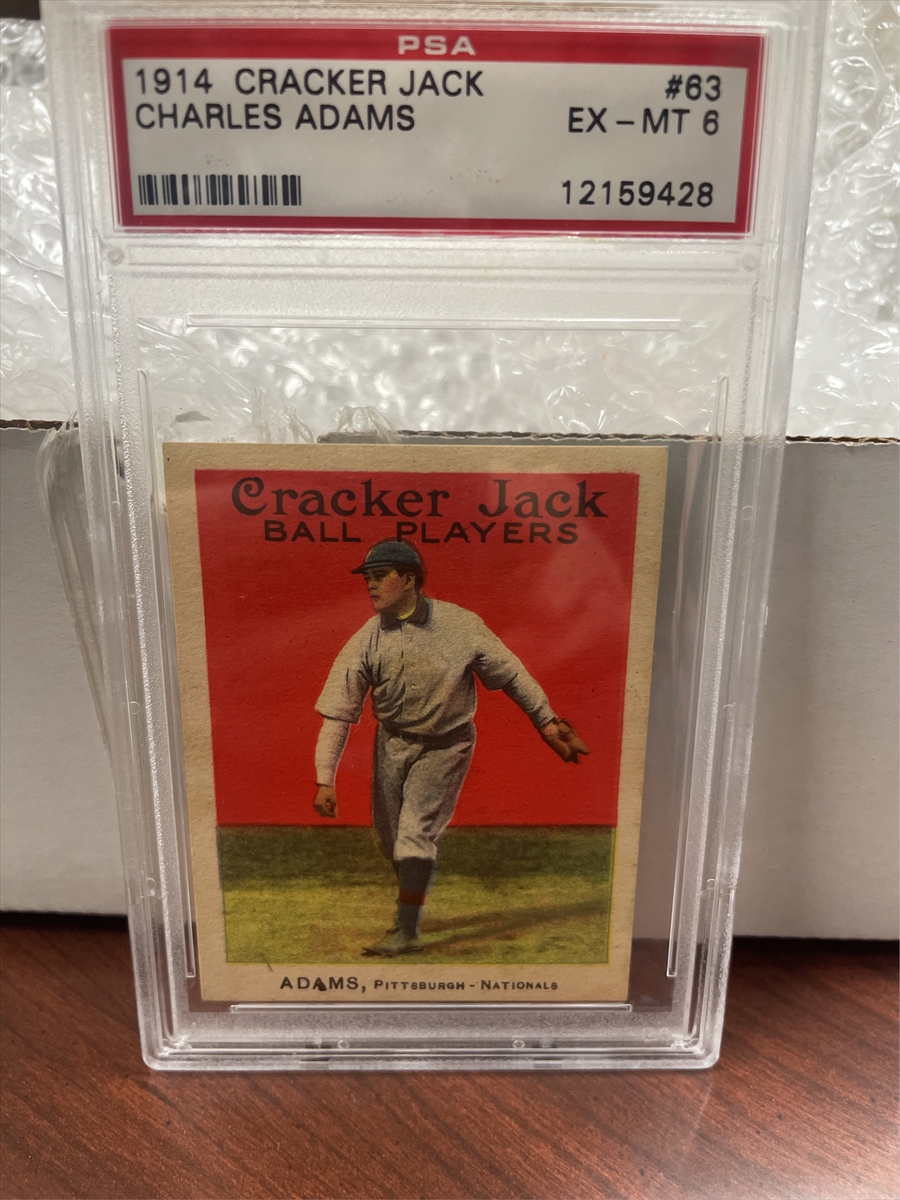 PSA
1914 CRACKER JACK #63
CHARLES ADAMS EX-MT 6
12159428
Cracker Jack
BALL PLAYERS
ADAMS, PITTSBURGH - NATIONALS